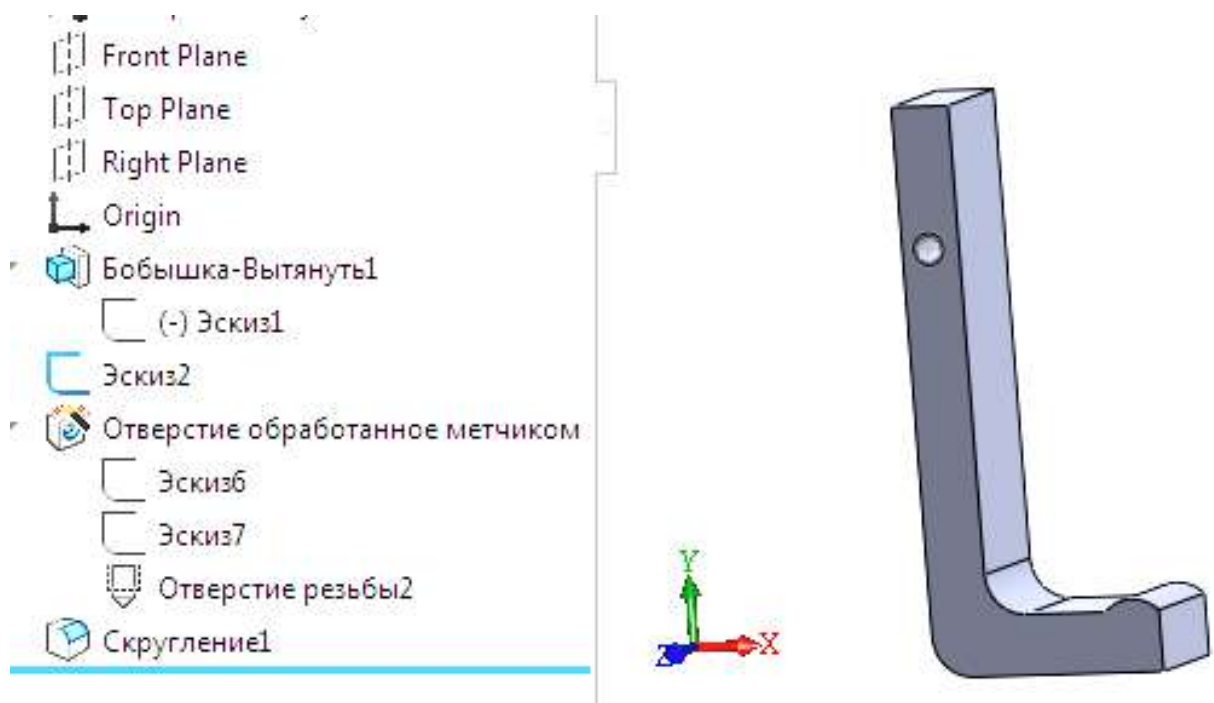 Front Plane
Top Plane
Right Plane
Origin
Бобышка-Вытянуть1
(-) Эскиз1
Эскиз2
Отверстие обработанное метчиком
Эскиз6
Эскиз7
Отверстие резьбы2
Скругление1
Y
Z
X